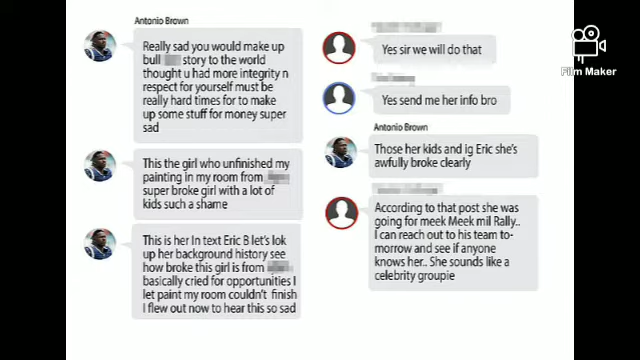 Antonio Brown
Really sad you would make up
bull story to the world
thought u had more integrity n
respect for yourself must be
really hard times for to make
up some stuff for money super
sad
This the girl who unfinished my
painting in my room from
super broke girl with a lot of
kids such a shame
This is her In text Eric B let's lok
up her background history see
how broke this girl is from
basically cried for opportunities I
let paint my room couldn't finish
I flew out now to hear this so sad
Yes sir we will do that
Yes send me her info bro
Antonio Brown
Those her kids and ig Eric she's
awfully broke clearly
According to that post she was
going for meek Meek mil Rally..
I can reach out to his team to-
morrow and see if anyone
knows her.. She sounds like a
celebrity groupie
Film Maker